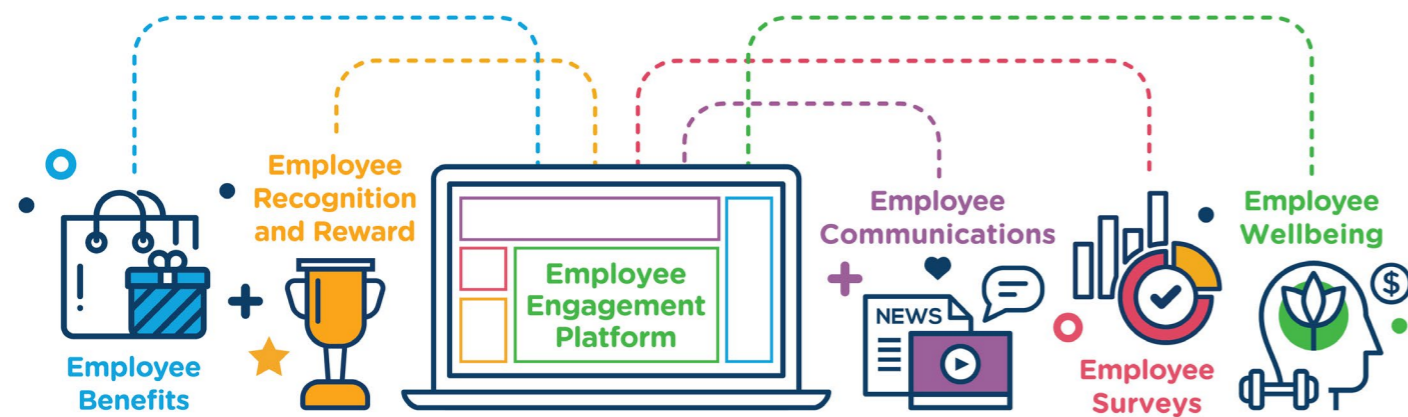 Employee
Benefits
Employee
Recognition
and Reward
Employee
Engagement
Platform
Employee
Communications
NEWS
Employee
Surveys
Employee
Wellbeing
$